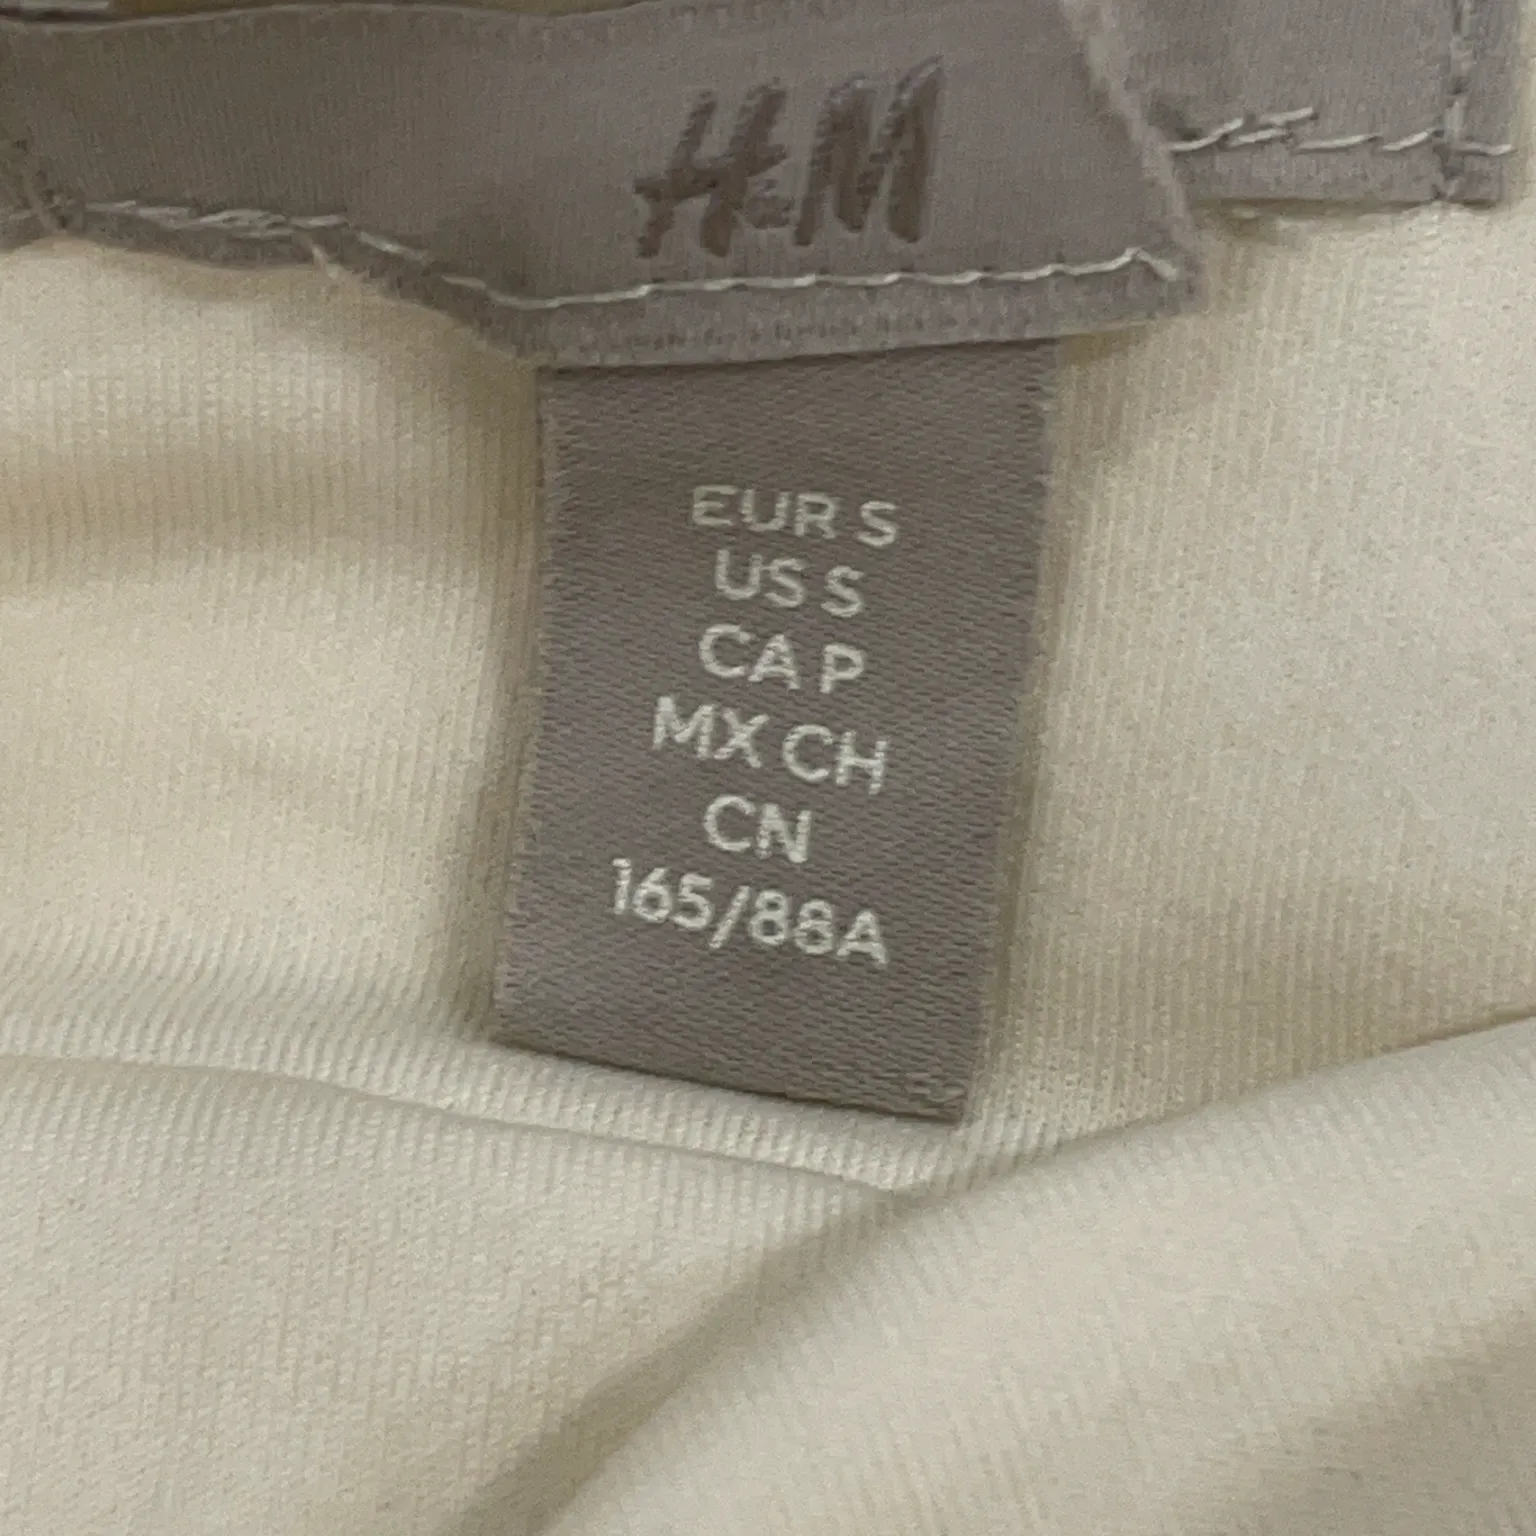 H&M
EUR S
US S
CA P
MX CH
CN
165/88A